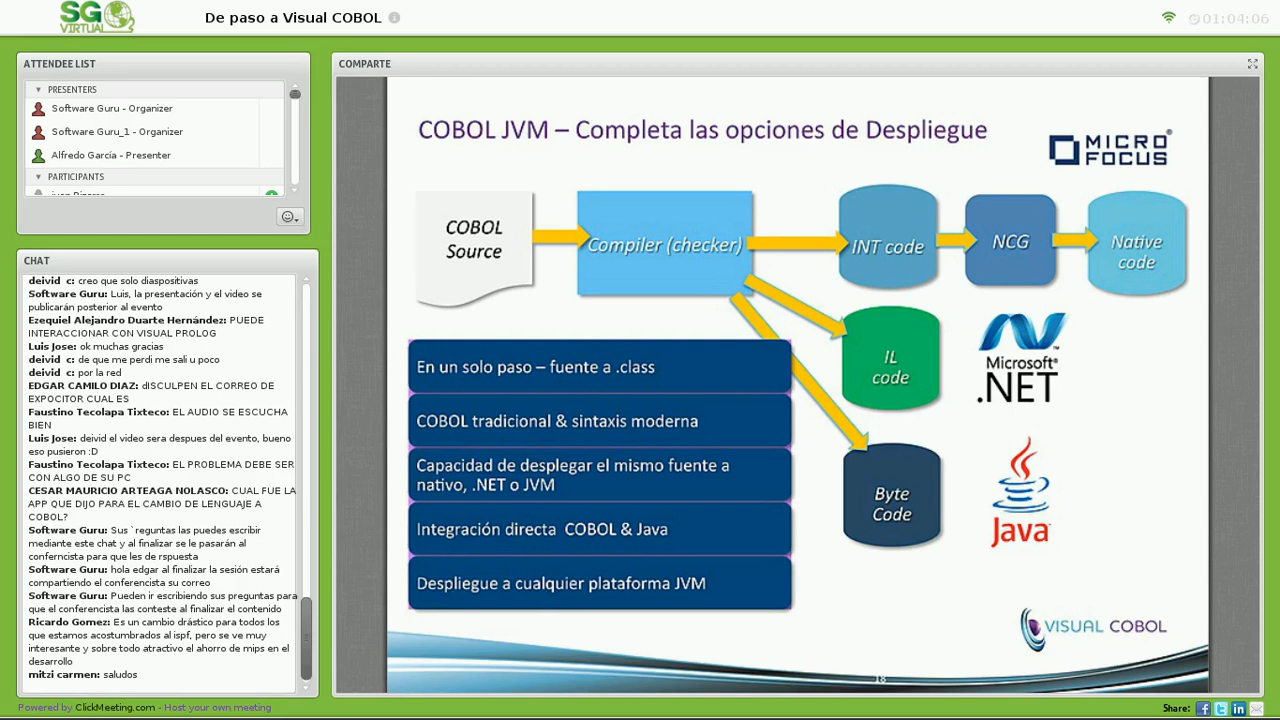 SG
VIRTUAL
De paso a Visual COBOL
01:04:06
ATTENDEE LIST
PRESENTERS
Software Guru - Organizer
Software Guru_1 - Organizer
Alfredo García - Presenter
PARTICIPANTS
CHAT
deivid c: creo que solo diaspositivas
Software Guru: Luis, la presentación y el video se
publicarán posterior al evento
Ezequiel Alejandro Duarte Hernández: PUEDE
INTERACCIONAR CON VISUAL PROLOG
Luis Jose: ok muchas gracias
deivid c: de que me perdi me sali u poco
deivid c: por la red
EDGAR CAMILO DIAZ: dISCULPEN EL CORREO DE
EXPOCITOR CUAL ES
Faustino Tecolapa Tixteco: EL AUDIO SE ESCUCHA
BIEN
Luis Jose: deivid el video sera despues del evento, bueno
eso pusieron :D
Faustino Tecolapa Tixteco: EL PROBLEMA DEBE SER
CON ALGO DE SU PC
CESAR MAURICIO ARTEAGA NOLASCO: CUAL FUE LA
APP QUE DIJO PARA EL CAMBIO DE LENGUAJE A
COBOL?
Software Guru: Sus `reguntas las puedes escribir
mediante este chat y al finalizar se le pasarán al
conferncista para que les de rspuesta
Software Guru: hola edgar al finalizar la sesión estará
compartiendo el conferencista su correo
Software Guru: Pueden ir escribiendo sus preguntas para
que el conferencista las conteste al finalizar el contenido
Ricardo Gomez: Es un cambio drástico para todos los
que estamos acostumbrados al ispf, pero se ve muy
interesante y sobre todo atractivo el ahorro de mips en el
desarrollo
mitzi carmen: saludos
COMPARTE
COBOL JVM – Completa las opciones de Despliegue
MICRO
FOCUS®
COBOL
Source
Compiler (checker)
INT code
NCG
Native
code
IL
code
Microsoft®
.NET
Byte
Code
Java
En un solo paso – fuente a .class
COBOL tradicional & sintaxis moderna
Capacidad de desplegar el mismo fuente a
nativo, .NET o JVM
Integración directa COBOL & Java
Despliegue a cualquier plataforma JVM
VISUAL COBOL
18
Powered by ClickMeeting.com - Host your own meeting
Share: